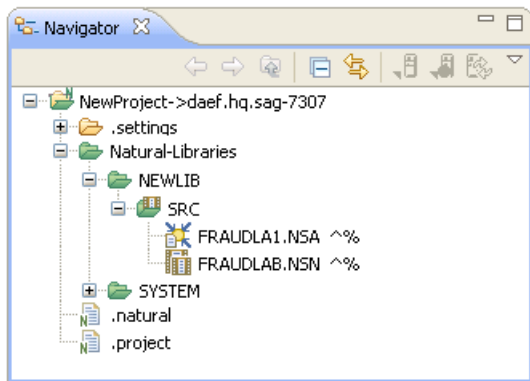 Navigator
NewProject->daef.hq.sag-7307
.settings
Natural-Libraries
NEWLIB
SRC
FRAUDLA1.NSA ^%
FRAUDLAB.NSN ^%
SYSTEM
.natural
.project